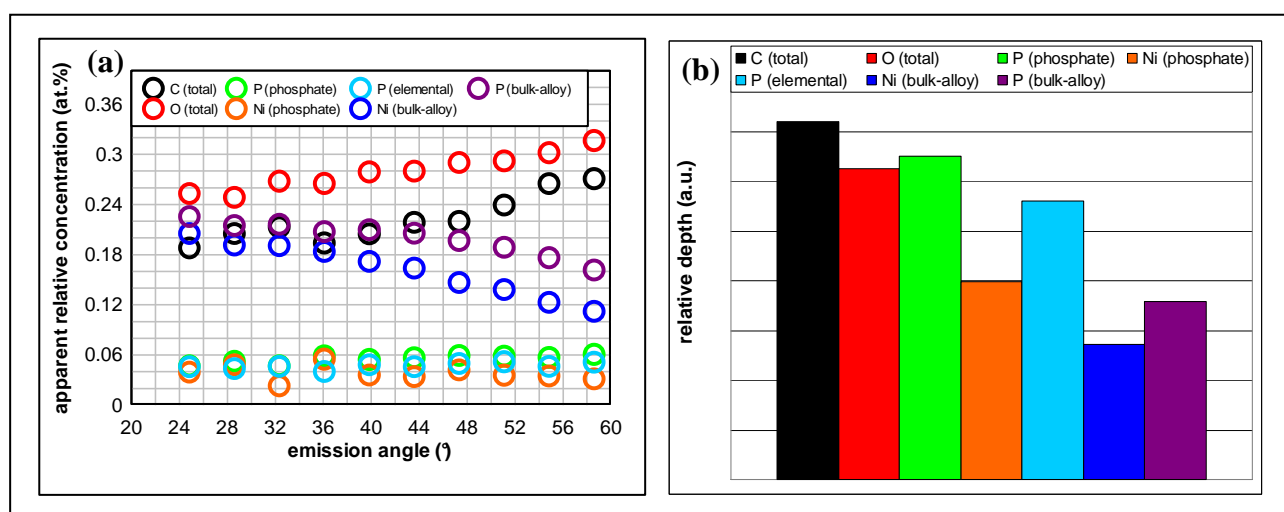 (a)
C (total) P (phosphate) P (elemental) P (bulk-alloy)
O (total) Ni (phosphate) Ni (bulk-alloy)
apparent relative concentration (at.%)
0.36
0.3
0.24
0.18
0.12
0.06
0
20 24 28 32 36 40 44 48 52 56 60
emission angle (°)
(b)
C (total) O (total) P (phosphate) Ni (phosphate)
P (elemental) Ni (bulk-alloy) P (bulk-alloy)
relative depth (a.u.)